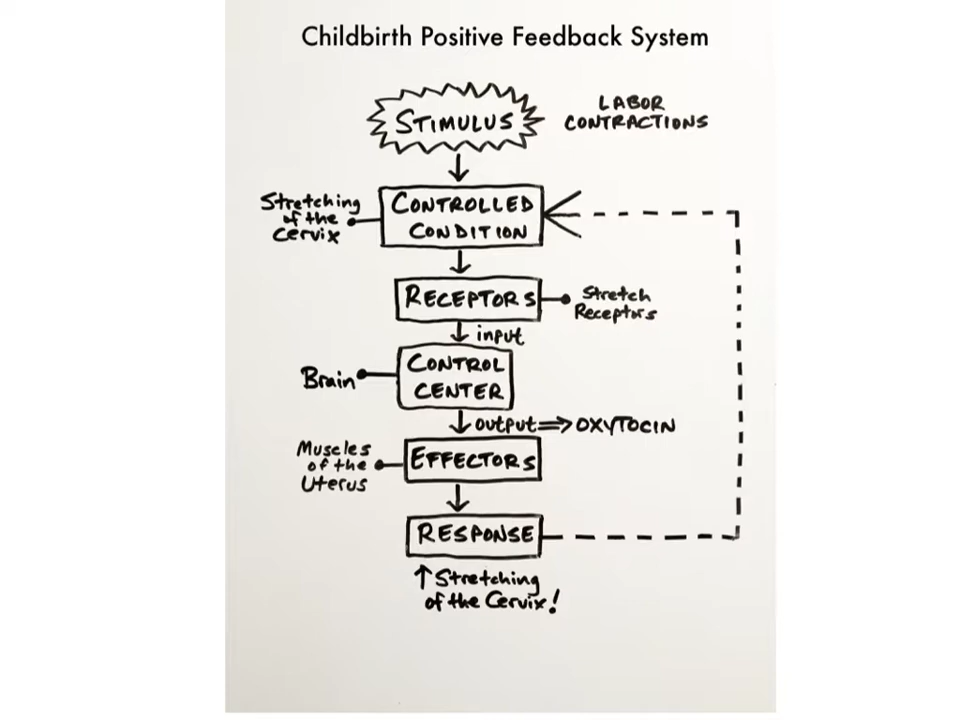 Childbirth Positive Feedback System
STIMULUS
LABOR
CONTRACTIONS
Stretching
of the
Cervix
CONTROLLED
CONDITION
RECEPTORS
Stretch
Receptors
input
Brain
CONTROL
CENTER
output ⇒ OXYTOCIN
Muscles
of the
Uterus
EFFECTORS
RESPONSE
↑ Stretching
of the Cervix!